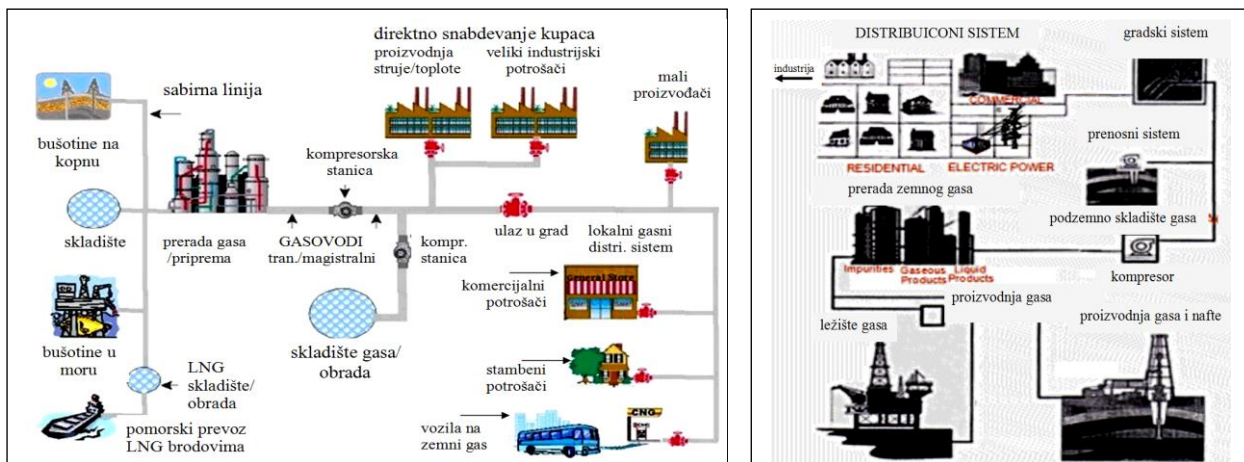 direktno snabdevanje kupaca
proizvodnja
struje/toplote
veliki industrijski
potrošači
mali
proizvođači
sabirna linija
bušotine na
kopnu
kompresorska
stanica
skladište
prerada gasa
/priprema
GASOVODI
tran./magistralni
kompr.
stanica
ulaz u grad
lokalni gasni
distri. sistem
komercijalni
potrošači
General Store
skladište gasa/
obrada
bušotine u
moru
LNG
skladište/
obrada
stambeni
potrošači
pomorski prevoz
LNG brodovima
vozila na
zemni gas
CNG
DISTRIBUICONI SISTEM
gradski sistem
industrija
COMMERCIAL
prenosni sistem
RESIDENTIAL
ELECTRIC POWER
prerada zemnog gasa
podzemno skladište gasa
Impurities
Gaseous
Products
Liquid
Products
kompresor
proizvodnja gasa
ležište gasa
proizvodnja gasa i nafte